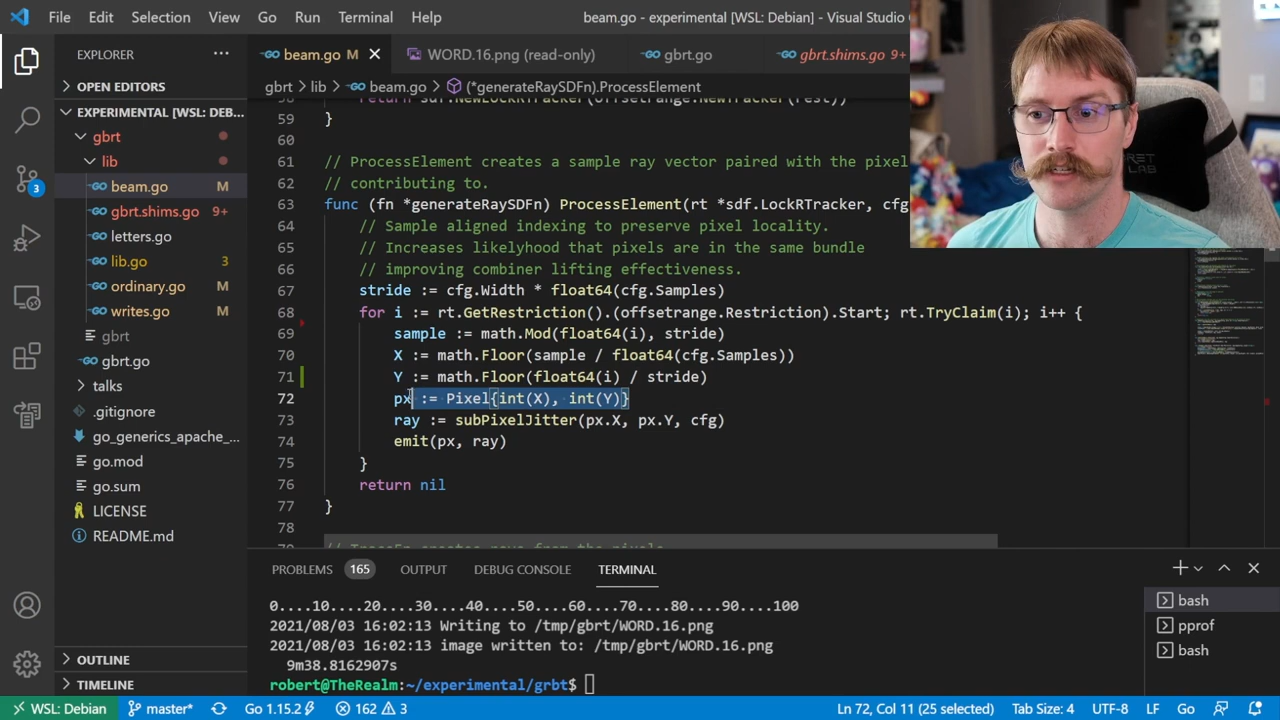 File Edit Selection View Go Run Terminal Help
beam.go - experimental [WSL: Debian] - Visual Studio
EXPLORER ...
beam.go M
WORD.16.png (read-only)
gbrt.go
gbrt.shims.go 9+
OPEN EDITORS
gbrt > lib > beam.go > (*generateRaySDFn).ProcessElement
EXPERIMENTAL [WSL: DEB...
gbrt
lib
beam.go M
gbrt.shims.go 9+
letters.go
lib.go 3
ordinary.go
writes.go
gbrt
gbrt.go
talks
.gitignore
go_generics_apache_...
go.mod
go.sum
LICENSE
README.md
OUTLINE
TIMELINE
3
59 }
60
61 // ProcessElement creates a sample ray vector paired with the pixel
62 // contributing to.
63 func (fn *generateRaySDFn) ProcessElement(rt *sdf.LockRTracker, cfg
64 // Sample aligned indexing to preserve pixel locality.
65 // Increases likelyhood that pixels are in the same bundle
66 // improving combiner lifting effectiveness.
67 stride := cfg.Width * float64(cfg.Samples)
68 for i := rt.GetRestriction().(offsetrange.Restriction).Start; rt.TryClaim(i); i++ {
69 sample := math.Mod(float64(i), stride)
70 X := math.Floor(sample / float64(cfg.Samples))
71 Y := math.Floor(float64(i) / stride)
72 px := Pixel{int(X), int(Y)}
73 ray := subPixelJitter(px.X, px.Y, cfg)
74 emit(px, ray)
75 }
76 return nil
77 }
78
PROBLEMS 165 OUTPUT DEBUG CONSOLE TERMINAL
0....10....20....30....40....50....60....70....80....90....100
2021/08/03 16:02:13 Writing to /tmp/gbrt/WORD.16.png
2021/08/03 16:02:13 image written to: /tmp/gbrt/WORD.16.png
9m38.8162907s
robert@TheRealm:~/experimental/grbt$
bash
pprof
bash
WSL: Debian master* Go 1.15.2 162 3 Ln 72, Col 11 (25 selected) Tab Size: 4 UTF-8 LF Go